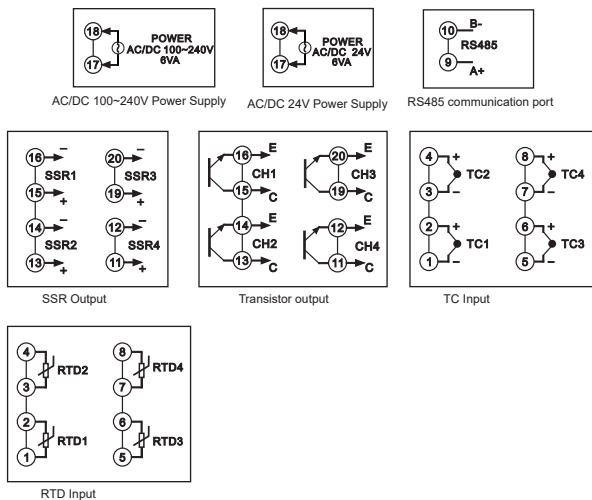 18
POWER
AC/DC 100~240V
6VA
17
AC/DC 100~240V Power Supply
18
POWER
AC/DC 24V
6VA
17
AC/DC 24V Power Supply
10 B-
RS485
9 A+
RS485 communication port
16 − 20 −
SSR1 SSR3
15 + 19 +
14 − 12 −
SSR2 SSR4
13 + 11 +
SSR Output
16 E 20 E
CH1 CH3
15 C 19 C
14 E 12 E
CH2 CH4
13 C 11 C
Transistor output
4 + 8 +
TC2 TC4
3 − 7 −
2 + 6 +
TC1 TC3
1 − 5 −
TC Input
4 8
RTD2 RTD4
3 7
2 6
RTD1 RTD3
1 5
RTD Input